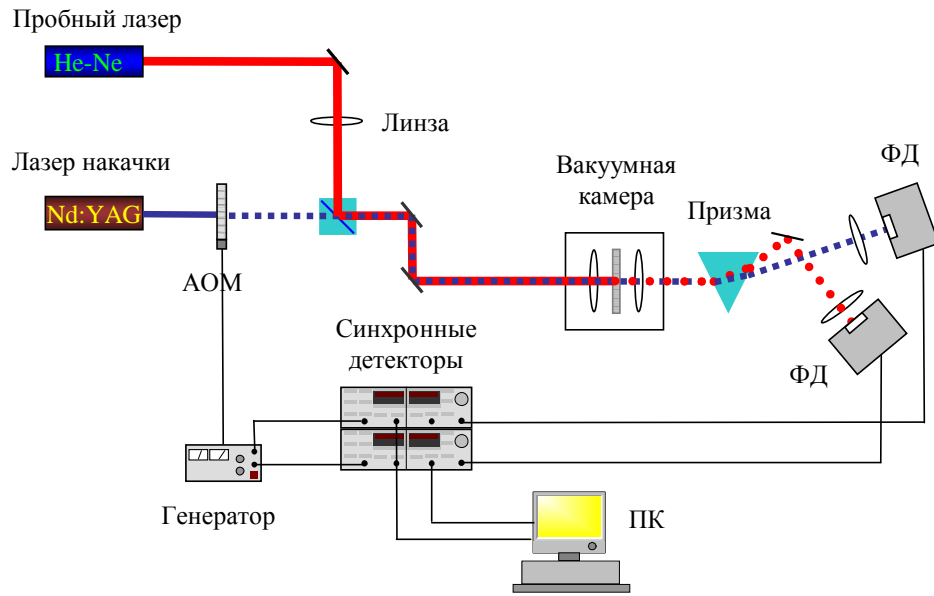 Пробный лазер
He-Ne
Линза
Лазер накачки
Nd:YAG
АОМ
Вакуумная
камера
Призма
ФД
ФД
Синхронные
детекторы
Генератор
ПК